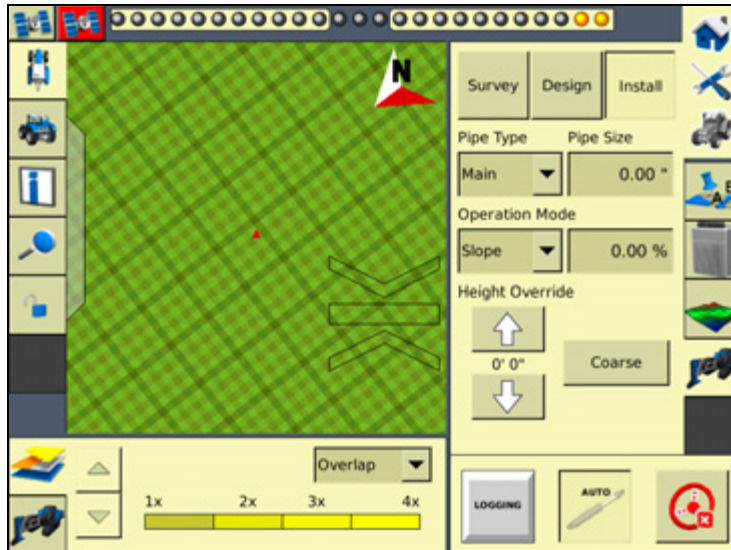 N
Survey
Design
Install
Pipe Type
Pipe Size
Main
0.00 "
Operation Mode
Slope
0.00 %
Height Override
0' 0"
Coarse
Overlap
1x
2x
3x
4x
LOGGING
AUTO
A
B